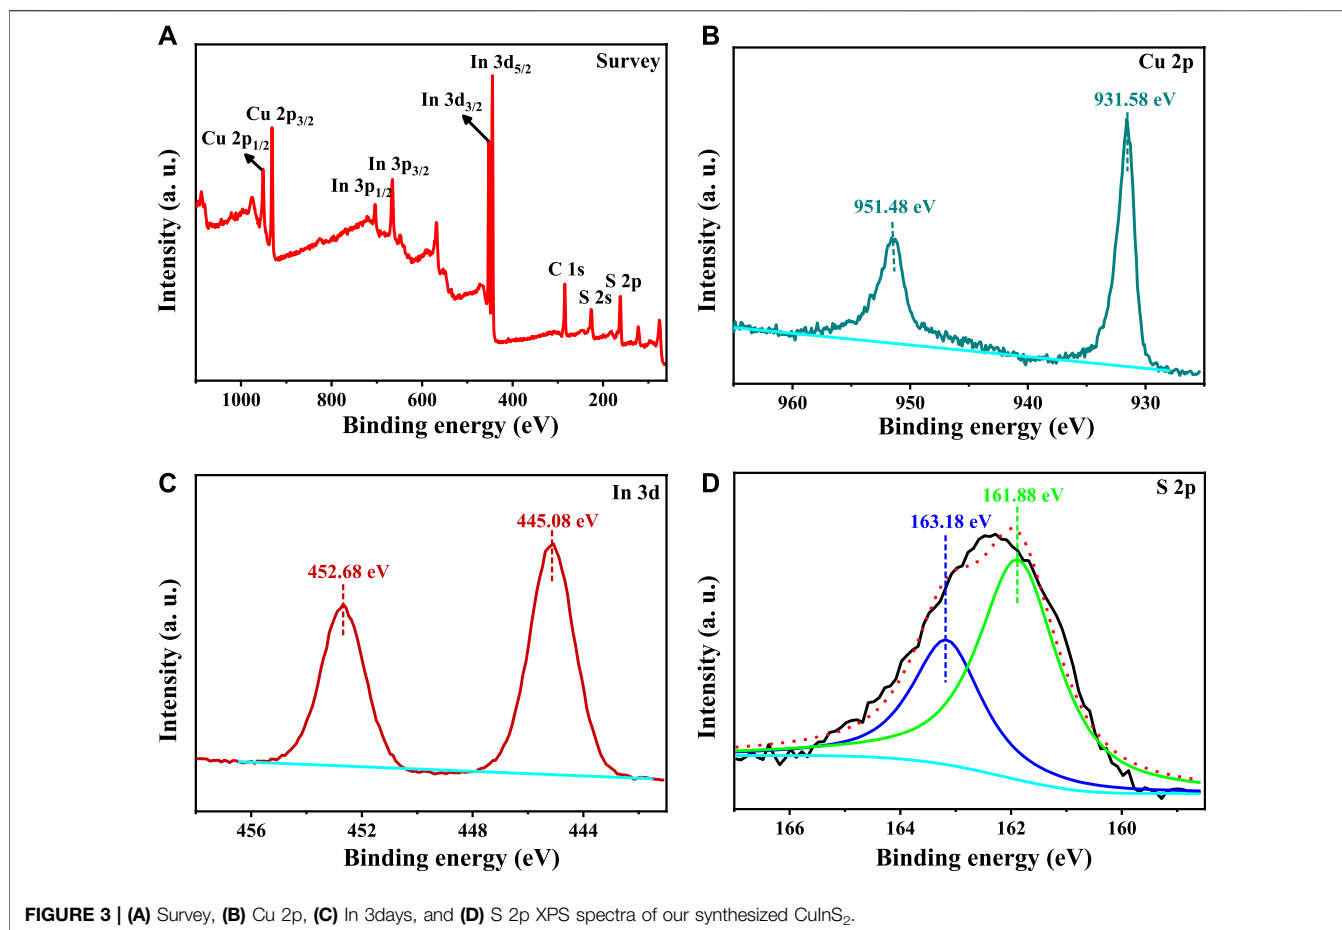 A
Survey
In 3d5/2
In 3d3/2
Cu 2p3/2
Cu 2p1/2
In 3p3/2
In 3p1/2
C 1s
S 2s
S 2p
Intensity (a. u.)
1000 800 600 400 200
Binding energy (eV)
B
Cu 2p
931.58 eV
951.48 eV
Intensity (a. u.)
960 950 940 930
Binding energy (eV)
C
In 3d
445.08 eV
452.68 eV
Intensity (a. u.)
456 452 448 444
Binding energy (eV)
D
S 2p
161.88 eV
163.18 eV
Intensity (a. u.)
166 164 162 160
Binding energy (eV)
FIGURE 3 | (A) Survey, (B) Cu 2p, (C) In 3days, and (D) S 2p XPS spectra of our synthesized CuInS2.